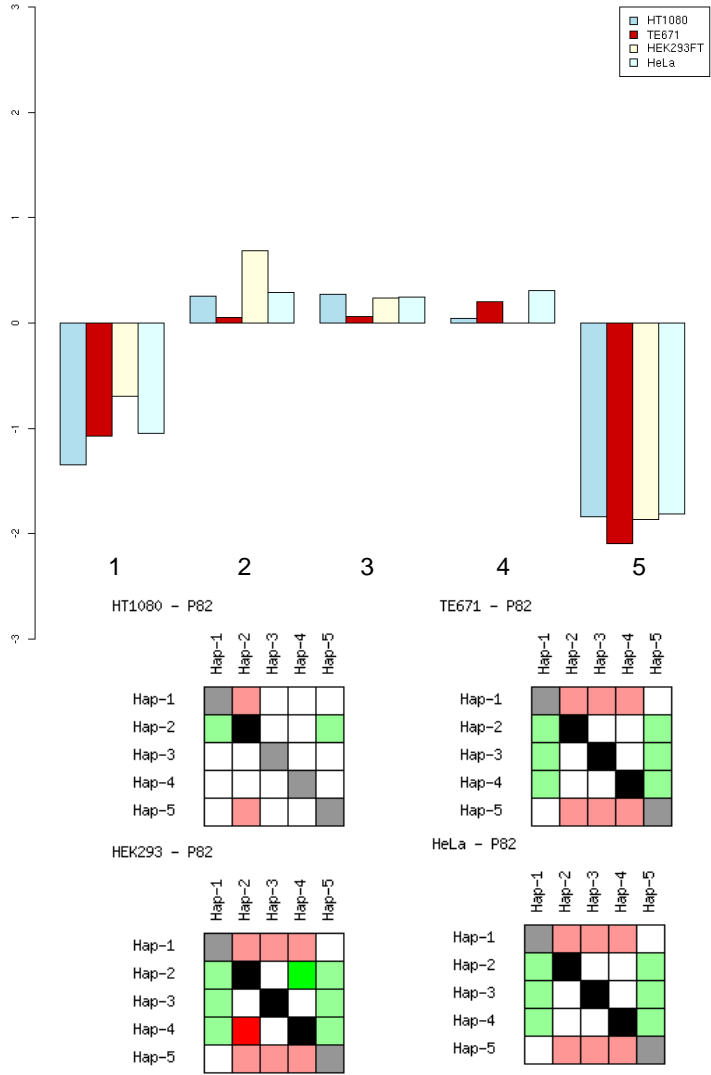 3
HT1080
TE671
HEK293FT
HeLa
2
1
0
-1
-2
-3
1 2 3 4 5
HT1080 - P82
Hap-1 Hap-2 Hap-3 Hap-4 Hap-5
Hap-1
Hap-2
Hap-3
Hap-4
Hap-5
TE671 - P82
Hap-1 Hap-2 Hap-3 Hap-4 Hap-5
Hap-1
Hap-2
Hap-3
Hap-4
Hap-5
HEK293 - P82
Hap-1 Hap-2 Hap-3 Hap-4 Hap-5
Hap-1
Hap-2
Hap-3
Hap-4
Hap-5
HeLa - P82
Hap-1 Hap-2 Hap-3 Hap-4 Hap-5
Hap-1
Hap-2
Hap-3
Hap-4
Hap-5